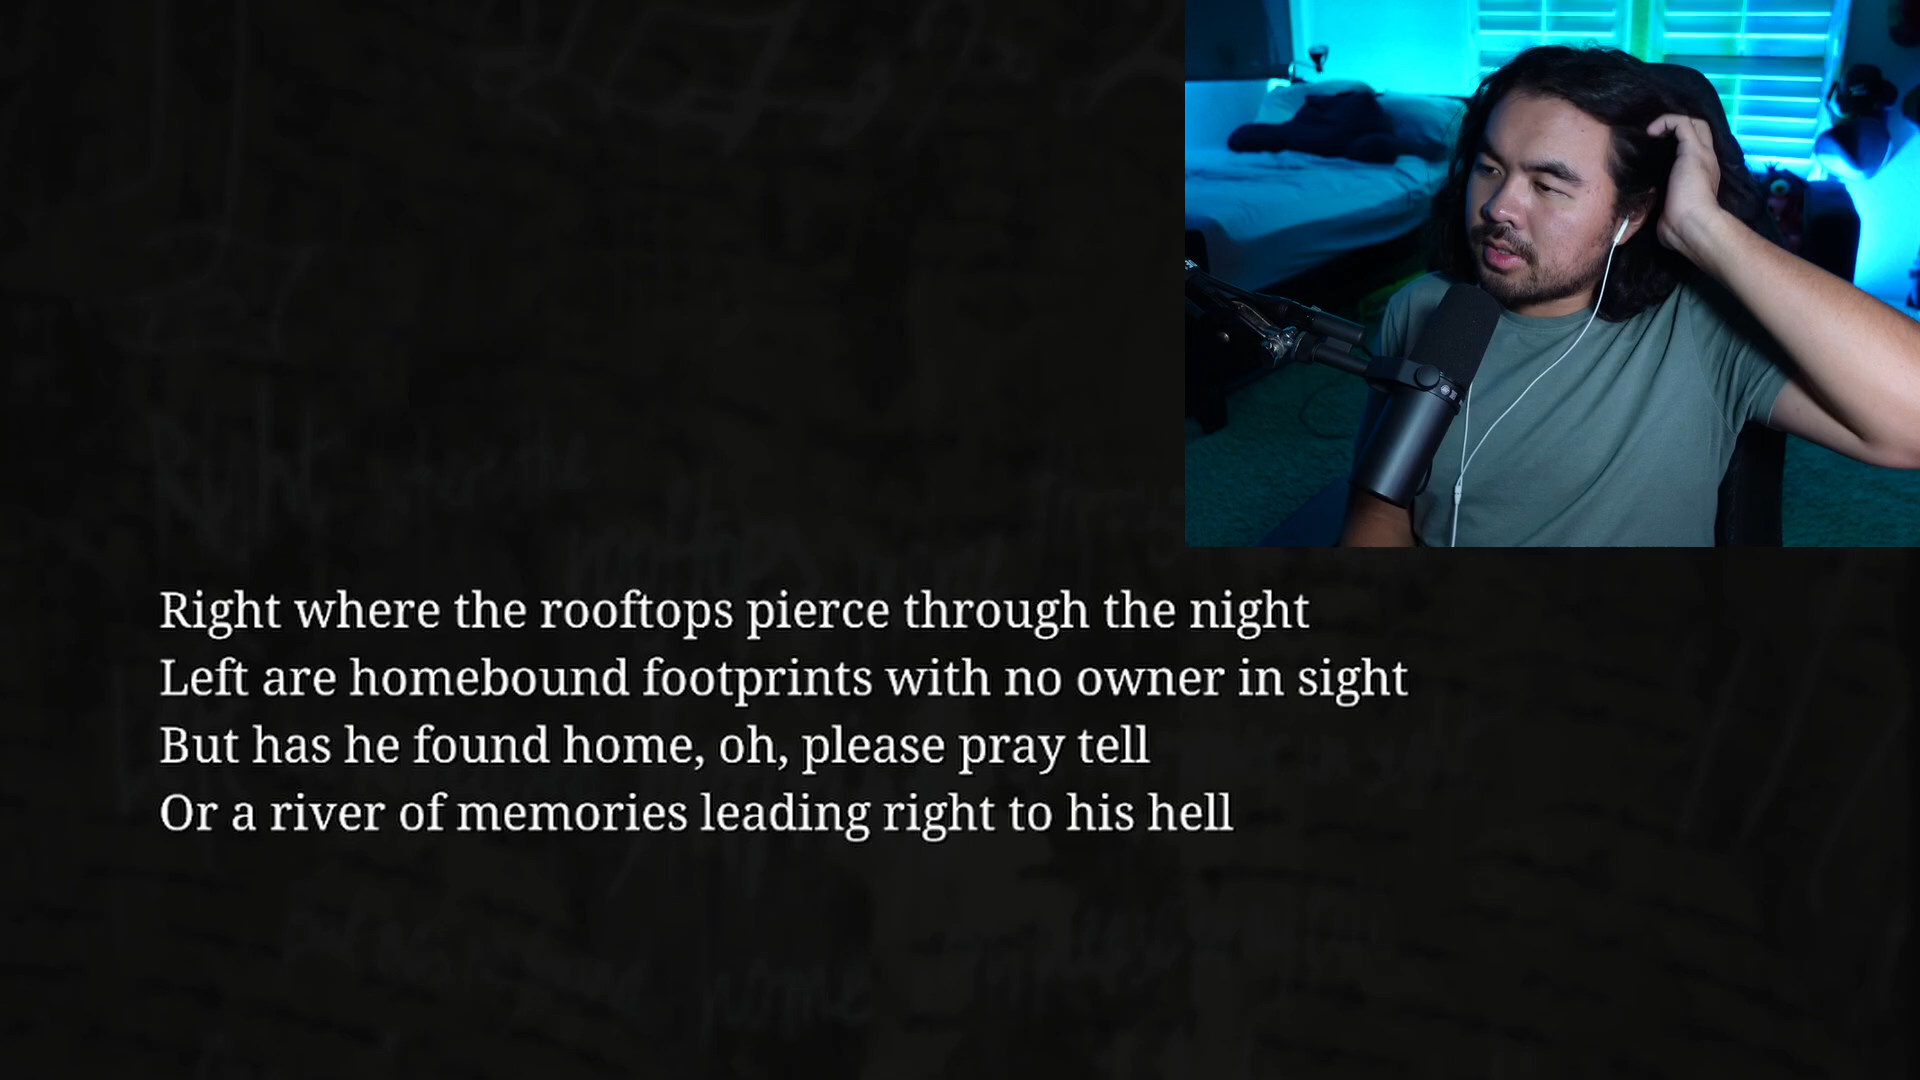 Right where the rooftops pierce through the night
Left are homebound footprints with no owner in sight
But has he found home, oh, please pray tell
Or a river of memories leading right to his hell